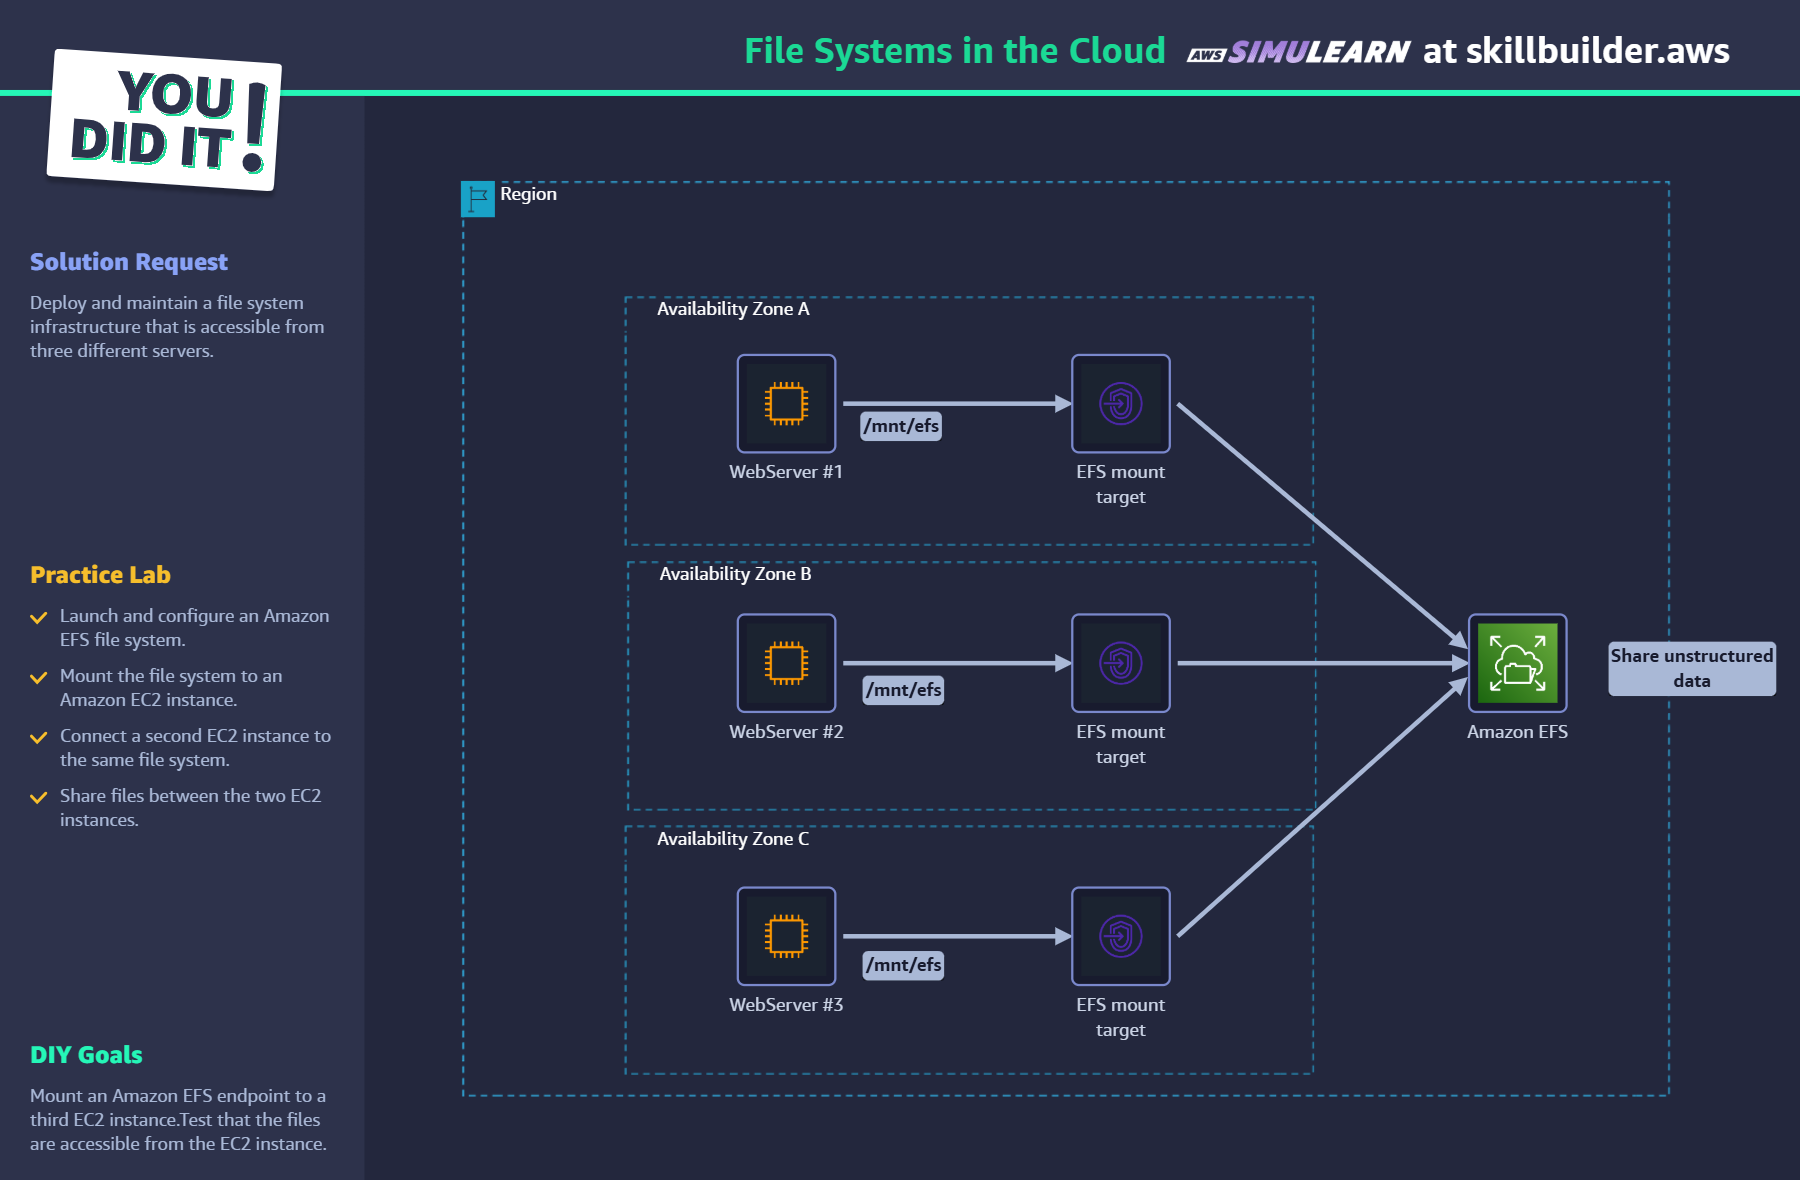 File Systems in the Cloud aws SIMULEARN at skillbuilder.aws
YOU
DID IT!
Solution Request
Deploy and maintain a file system
infrastructure that is accessible from
three different servers.
Practice Lab
Launch and configure an Amazon
EFS file system.
Mount the file system to an
Amazon EC2 instance.
Connect a second EC2 instance to
the same file system.
Share files between the two EC2
instances.
DIY Goals
Mount an Amazon EFS endpoint to a
third EC2 instance.Test that the files
are accessible from the EC2 instance.
Region
Availability Zone A
/mnt/efs
WebServer #1
EFS mount
target
Availability Zone B
/mnt/efs
WebServer #2
EFS mount
target
Availability Zone C
/mnt/efs
WebServer #3
EFS mount
target
Amazon EFS
Share unstructured
data